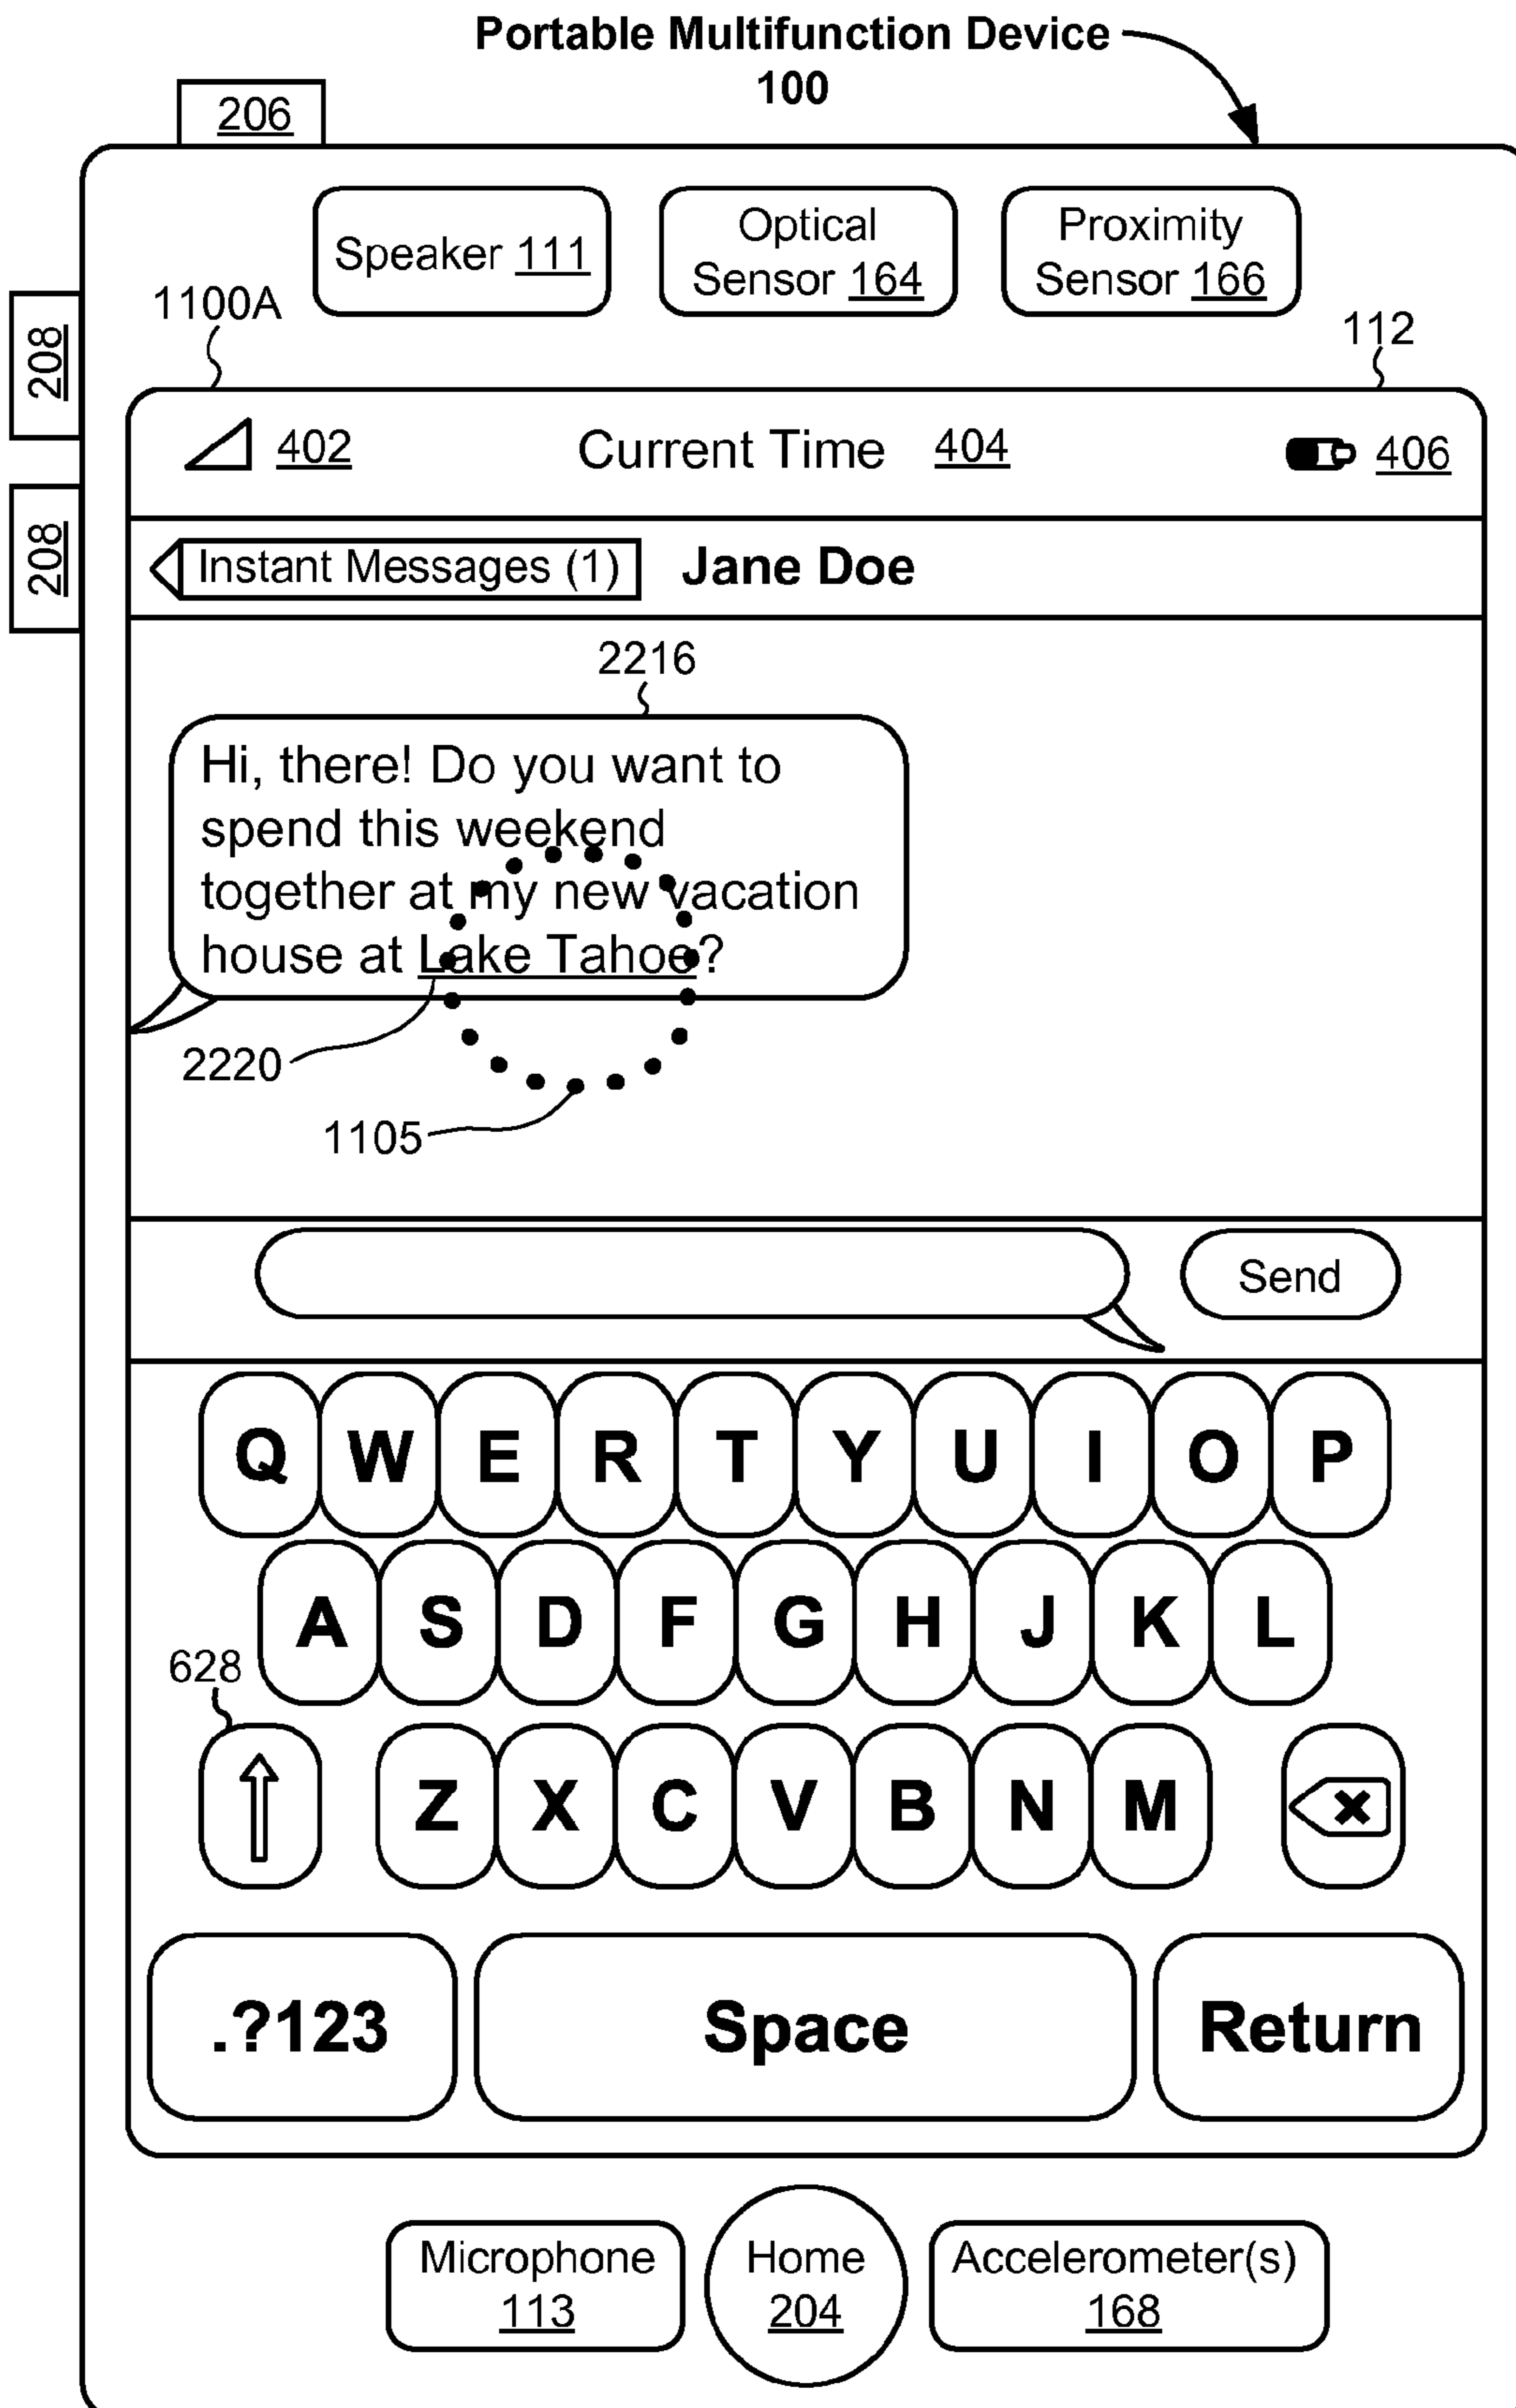 Portable Multifunction Device
100
206
Speaker 111
Optical
Sensor 164
Proximity
Sensor 166
208
1100A
112
402 Current Time 404 406
208
Instant Messages (1) Jane Doe
2216
Hi, there! Do you want to
spend this weekend
together at my new vacation
house at Lake Tahoe?
2220
1105
Send
Q W E R T Y U I O P
A S D F G H J K L
628
Z X C V B N M
.?123 Space Return
Microphone
113
Home
204
Accelerometer(s)
168